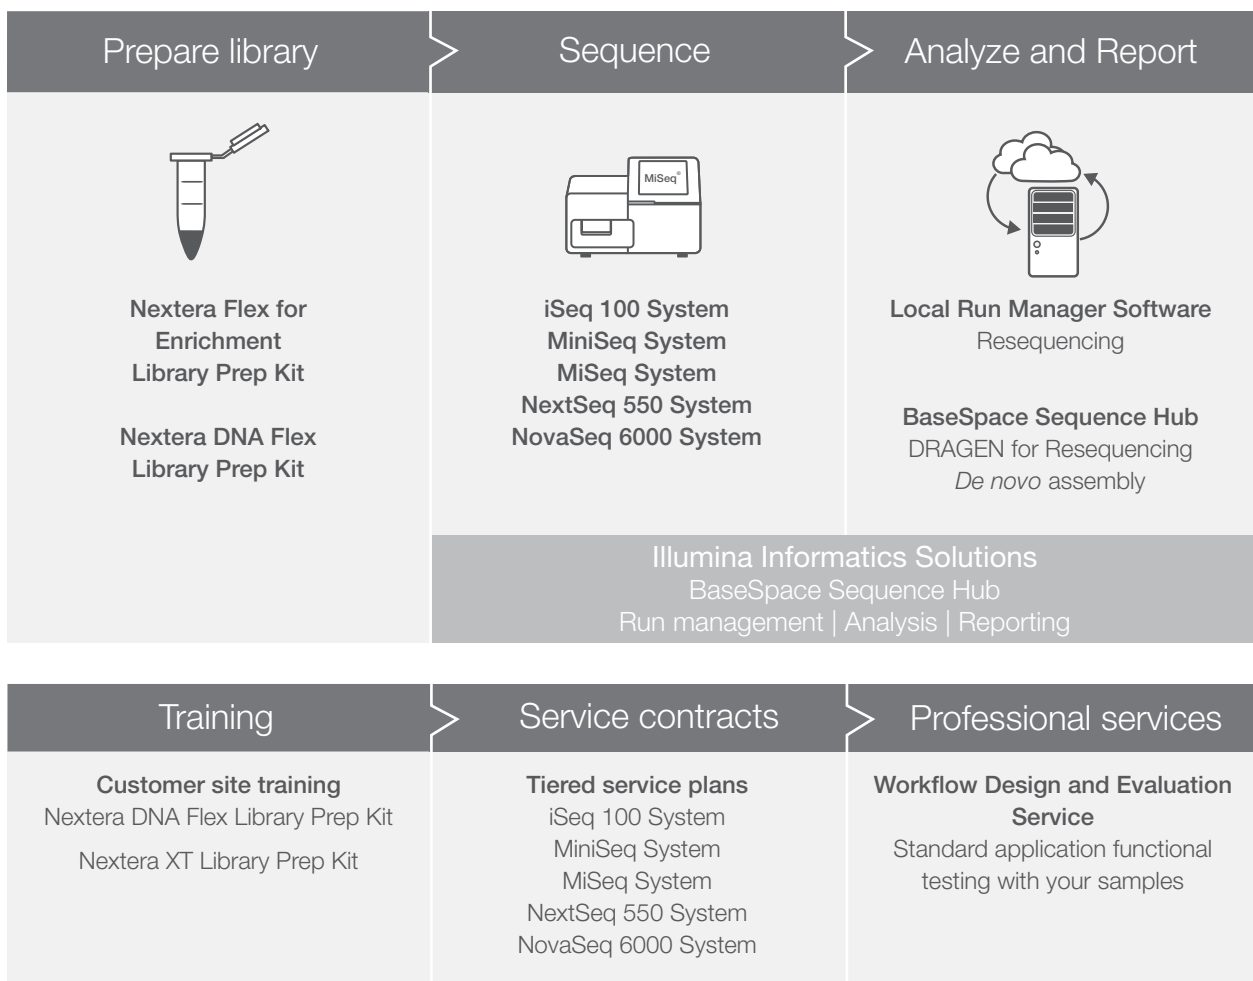 Prepare library
Sequence
Analyze and Report
MiSeq®
Nextera Flex for
Enrichment
Library Prep Kit
Nextera DNA Flex
Library Prep Kit
iSeq 100 System
MiniSeq System
MiSeq System
NextSeq 550 System
NovaSeq 6000 System
Local Run Manager Software
Resequencing
BaseSpace Sequence Hub
DRAGEN for Resequencing
De novo assembly
Illumina Informatics Solutions
BaseSpace Sequence Hub
Run management | Analysis | Reporting
Training
Service contracts
Professional services
Customer site training
Nextera DNA Flex Library Prep Kit
Nextera XT Library Prep Kit
Tiered service plans
iSeq 100 System
MiniSeq System
MiSeq System
NextSeq 550 System
NovaSeq 6000 System
Workflow Design and Evaluation
Service
Standard application functional
testing with your samples